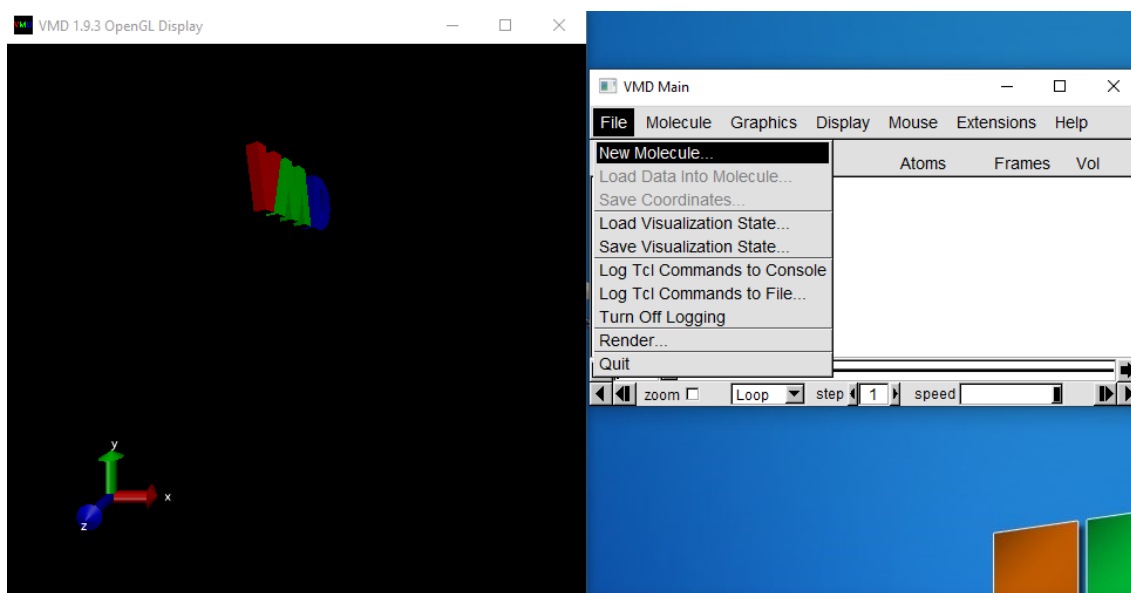 VMD 1.9.3 OpenGL Display
VMD
y
x
z
VMD Main
File Molecule Graphics Display Mouse Extensions Help
Atoms Frames Vol
New Molecule...
Load Data Into Molecule...
Save Coordinates...
Load Visualization State...
Save Visualization State...
Log Tcl Commands to Console
Log Tcl Commands to File...
Turn Off Logging
Render...
Quit
zoom Loop step 1 speed